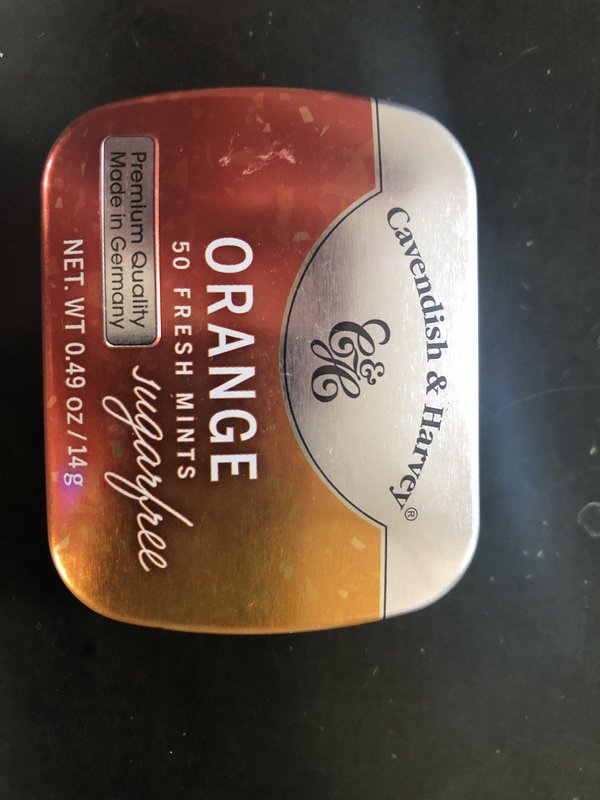 Cavendish & Harvey®
C&H
ORANGE
50 FRESH MINTS
sugarfree
Premium Quality
Made in Germany
NET. WT 0.49 OZ / 14 g